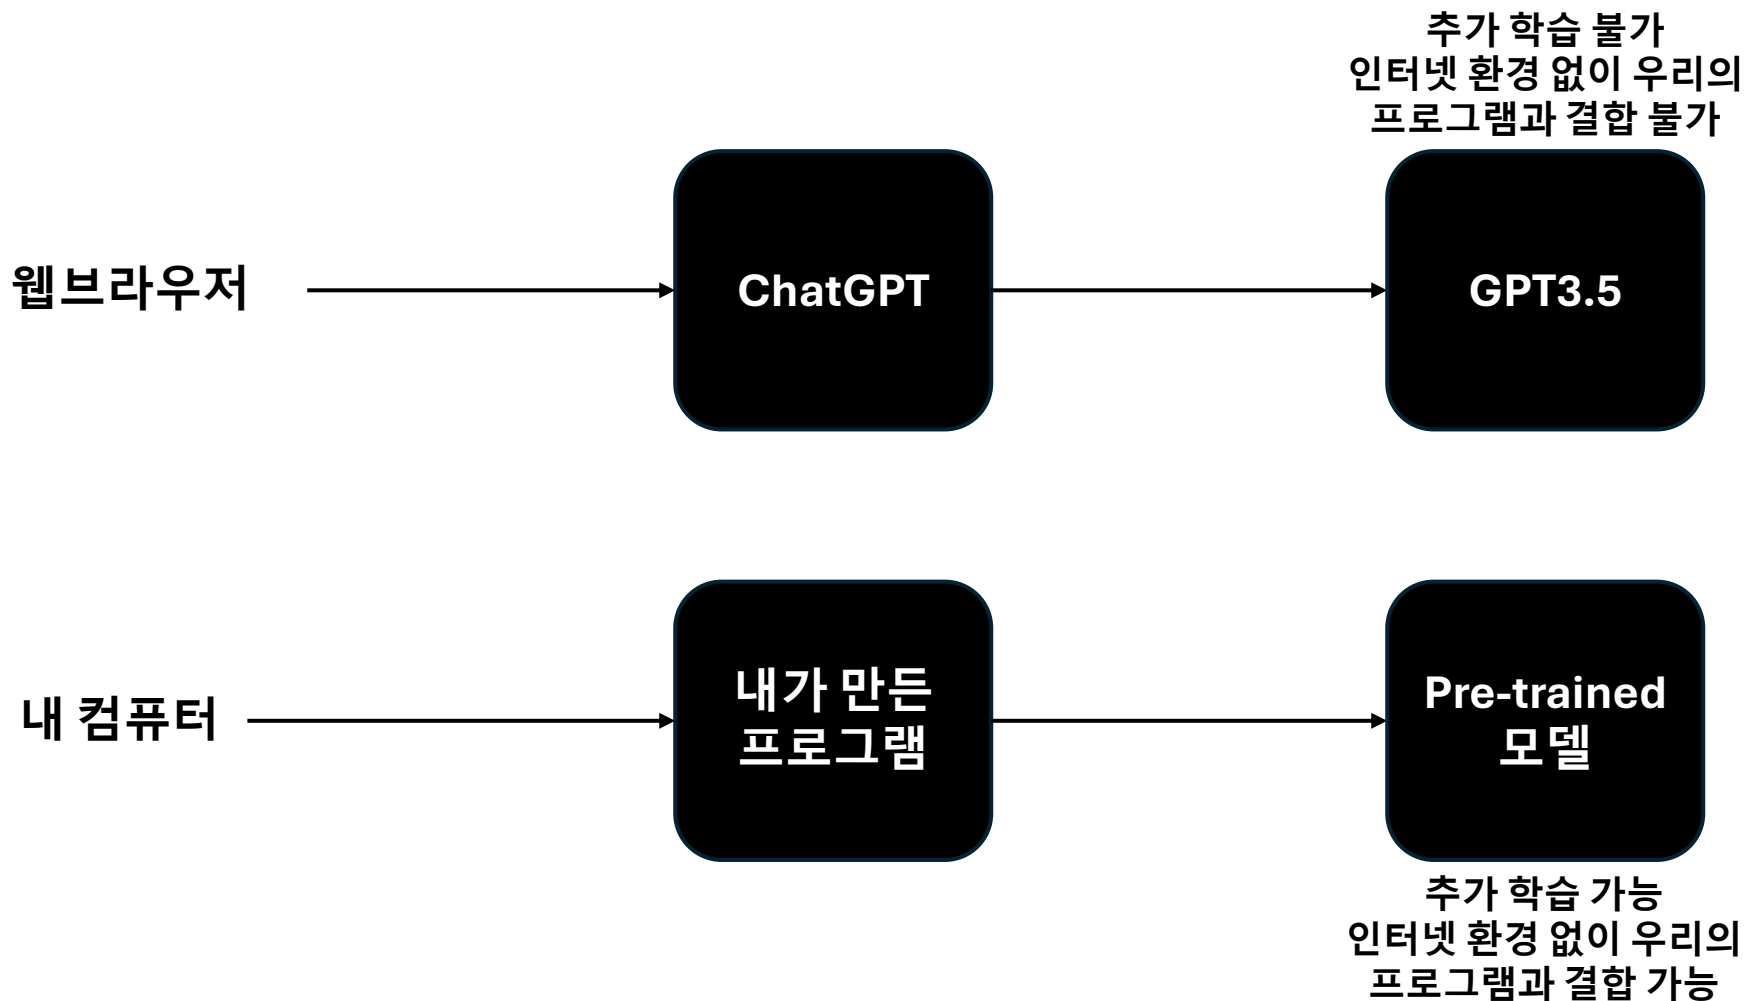 추가 학습 불가
인터넷 환경 없이 우리의
프로그램과 결합 불가
웹브라우저
ChatGPT
GPT3.5
내 컴퓨터
내가 만든
프로그램
Pre-trained
모델
추가 학습 가능
인터넷 환경 없이 우리의
프로그램과 결합 가능